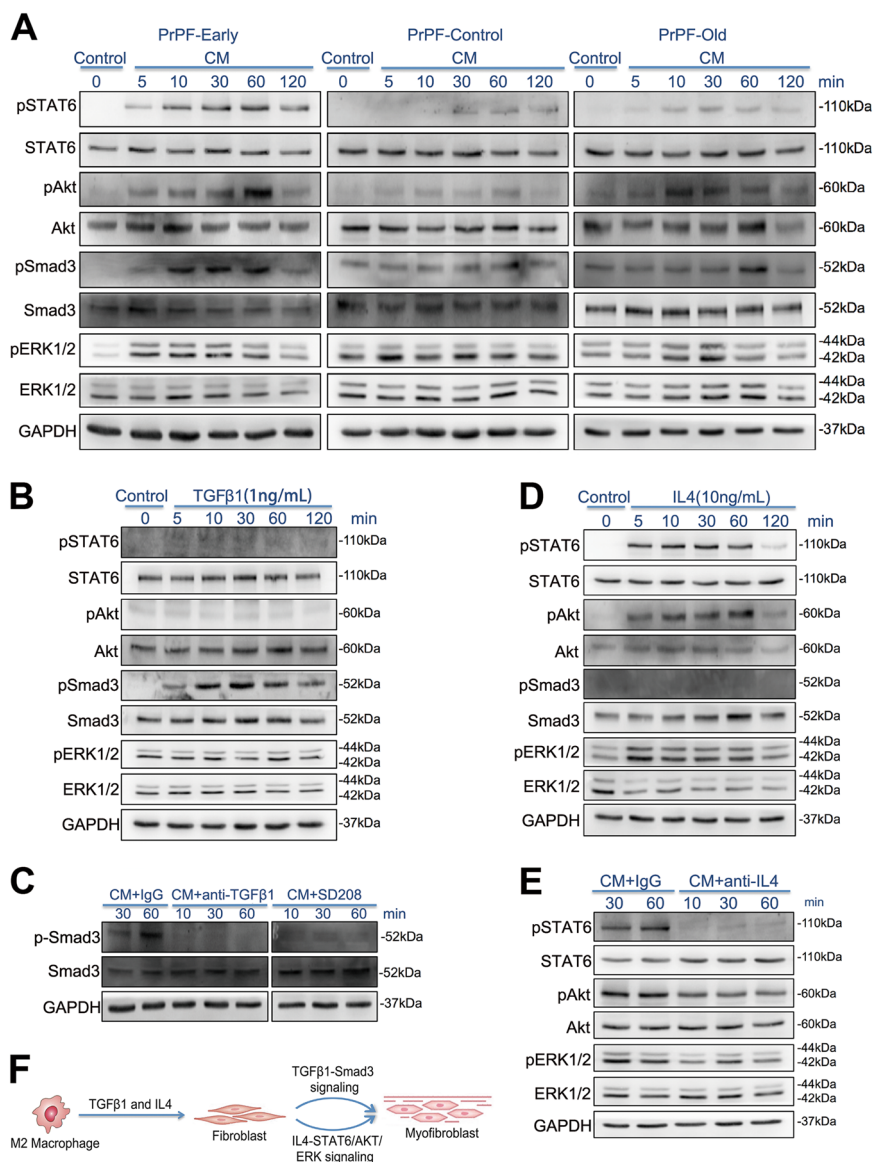 A
PrPF-Early PrPF-Control PrPF-Old
Control CM Control CM Control CM
0 5 10 30 60 120 0 5 10 30 60 120 0 5 10 30 60 120 min
pSTAT6 -110kDa
STAT6 -110kDa
pAkt -60kDa
Akt -60kDa
pSmad3 -52kDa
Smad3 -52kDa
pERK1/2 -44kDa
-42kDa
ERK1/2 -44kDa
-42kDa
GAPDH -37kDa
B
Control TGFβ1(1ng/mL)
0 5 10 30 60 120 min
pSTAT6 -110kDa
STAT6 -110kDa
pAkt -60kDa
Akt -60kDa
pSmad3 -52kDa
Smad3 -52kDa
pERK1/2 -44kDa
-42kDa
ERK1/2 -44kDa
-42kDa
GAPDH -37kDa
C
CM+IgG CM+anti-TGFβ1 CM+SD208
30 60 10 30 60 10 30 60 min
p-Smad3 -52kDa
Smad3 -52kDa
GAPDH -37kDa
D
Control IL4(10ng/mL)
0 5 10 30 60 120 min
pSTAT6 -110kDa
STAT6 -110kDa
pAkt -60kDa
Akt -60kDa
pSmad3 -52kDa
Smad3 -52kDa
pERK1/2 -44kDa
-42kDa
ERK1/2 -44kDa
-42kDa
GAPDH -37kDa
E
CM+IgG CM+anti-IL4
30 60 10 30 60 min
pSTAT6 -110kDa
STAT6 -110kDa
pAkt -60kDa
Akt -60kDa
pERK1/2 -44kDa
-42kDa
ERK1/2 -44kDa
-42kDa
GAPDH -37kDa
F
M2 Macrophage
TGFβ1 and IL4
Fibroblast
TGFβ1-Smad3
signaling
IL4-STAT6/AKT/
ERK signaling
Myofibroblast